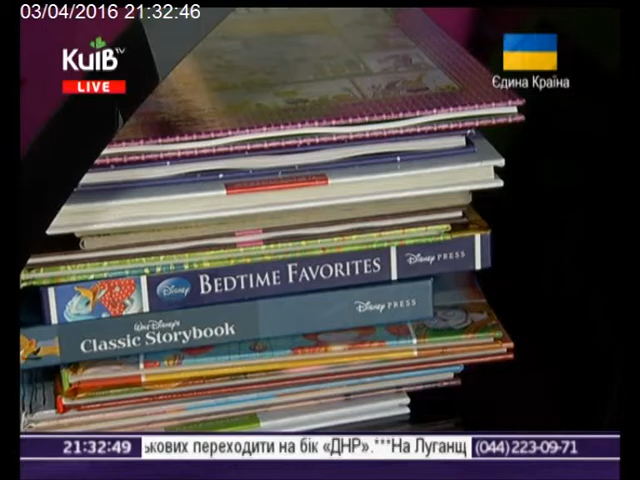 03/04/2016 21:32:46
КиїВ TV
LIVE
Єдина Країна
Disney BEDTIME FAVORITES Disney PRESS
WALT DISNEY'S
Classic Storybook Disney PRESS
21:32:49 ькових переходити на бік «ДНР».***На Луганщ (044)223-09-71